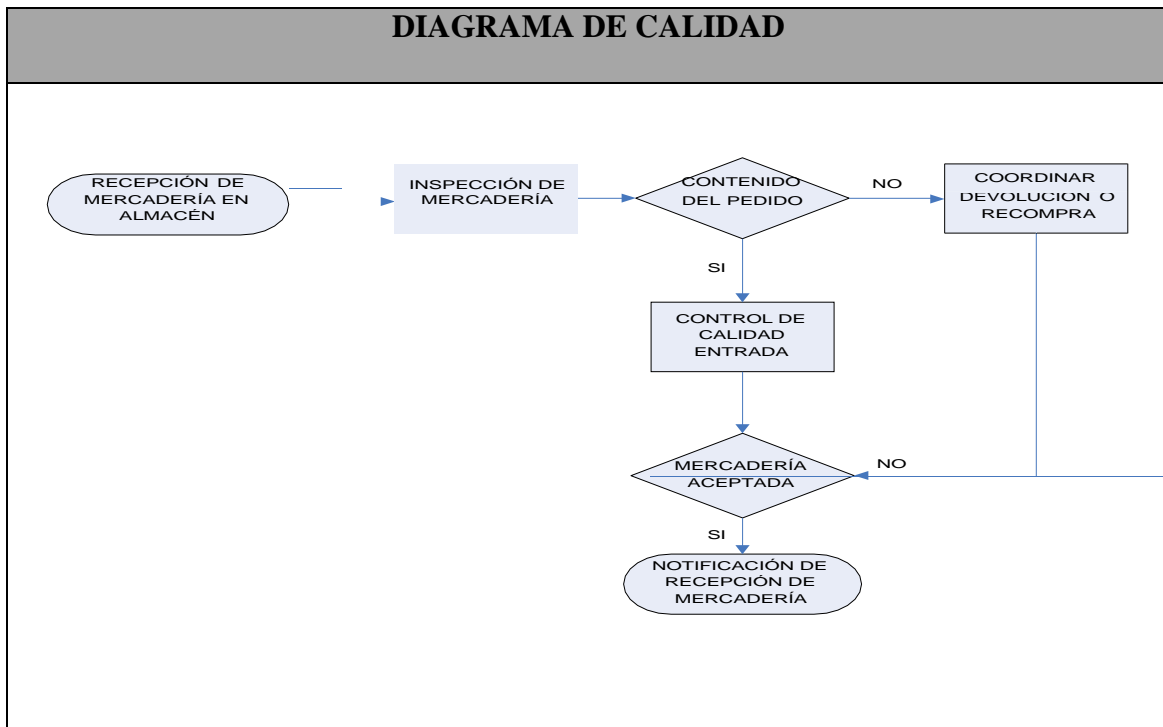 DIAGRAMA DE CALIDAD
RECEPCIÓN DE
MERCADERÍA EN
ALMACÉN
INSPECCIÓN DE
MERCADERÍA
CONTENIDO
DEL PEDIDO
NO
COORDINAR
DEVOLUCION O
RECOMPRA
SI
CONTROL DE
CALIDAD
ENTRADA
MERCADERÍA
ACEPTADA
NO
SI
NOTIFICACIÓN DE
RECEPCIÓN DE
MERCADERÍA